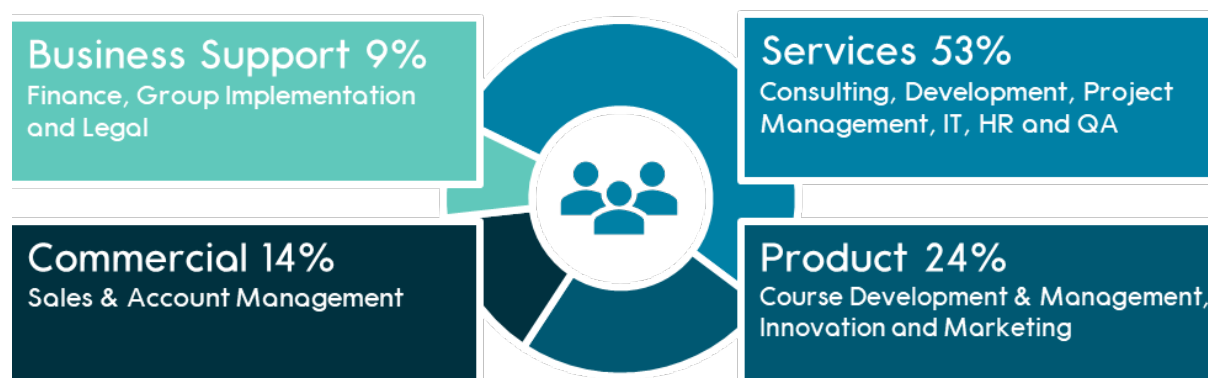 Business Support 9%
Finance, Group Implementation
and Legal
Services 53%
Consulting, Development, Project
Management, IT, HR and QA
Commercial 14%
Sales & Account Management
Product 24%
Course Development & Management,
Innovation and Marketing